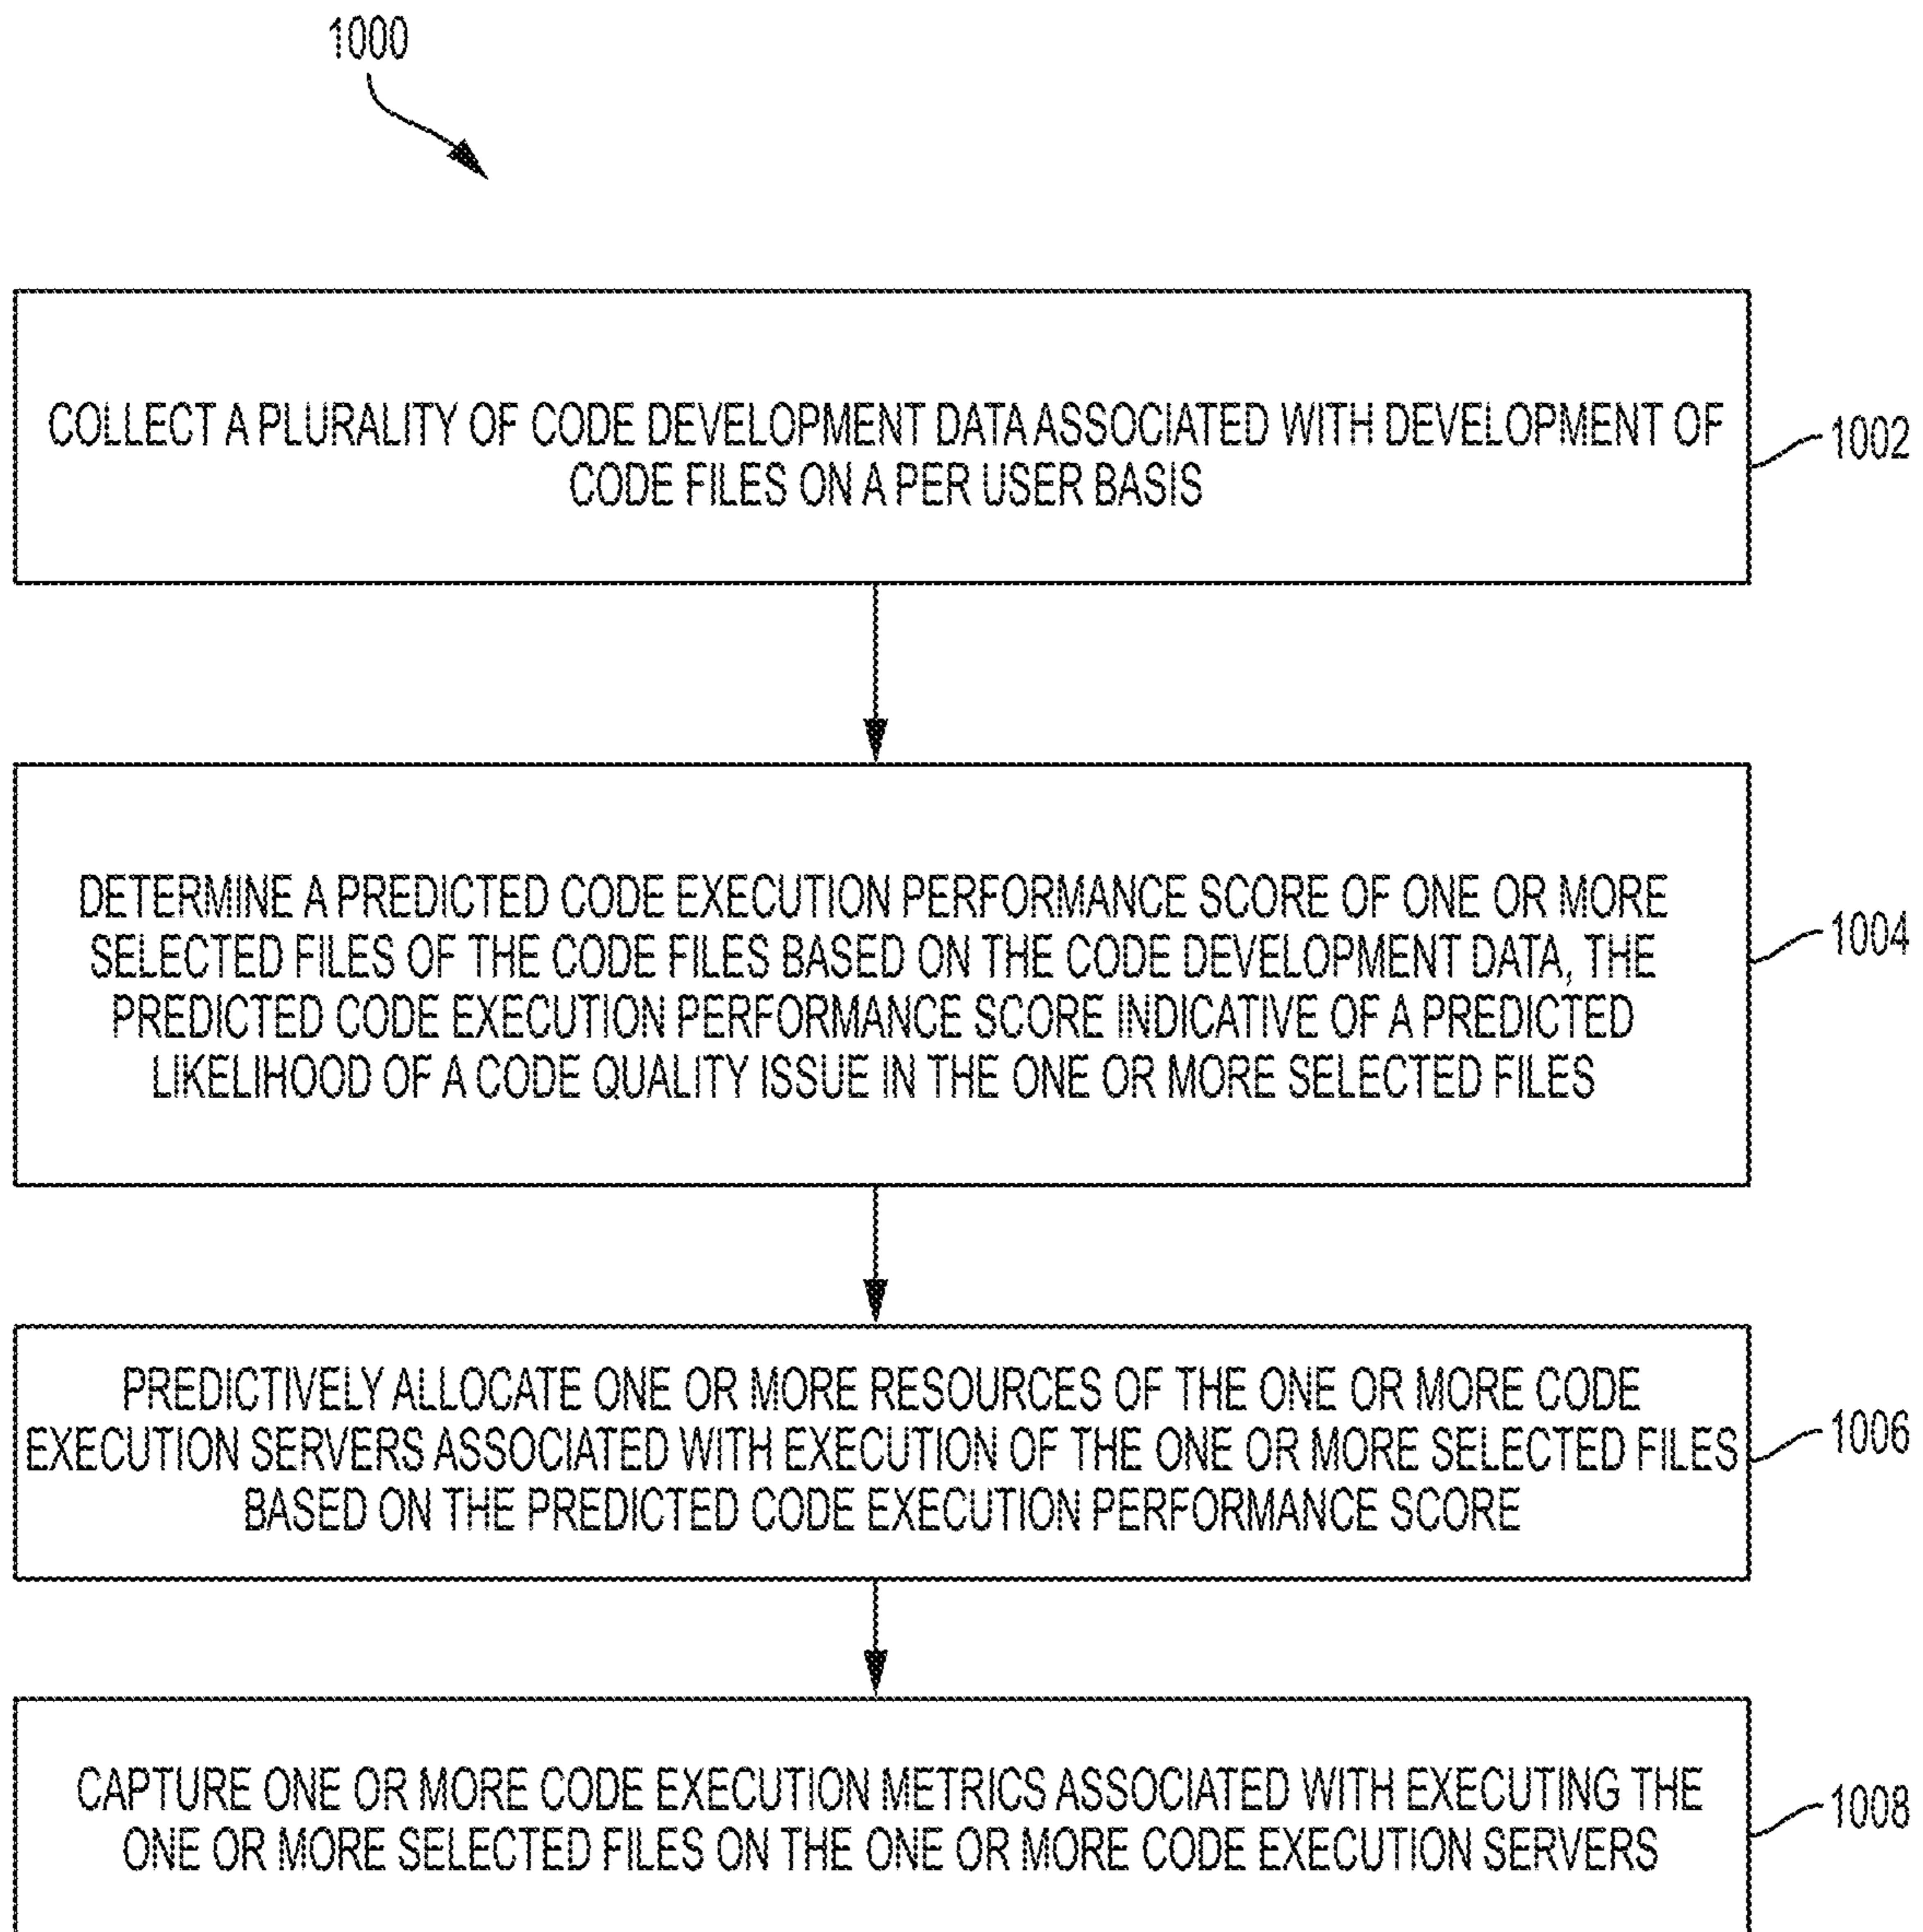 1000
COLLECT A PLURALITY OF CODE DEVELOPMENT DATA ASSOCIATED WITH DEVELOPMENT OF
CODE FILES ON A PER USER BASIS
1002
DETERMINE A PREDICTED CODE EXECUTION PERFORMANCE SCORE OF ONE OR MORE
SELECTED FILES OF THE CODE FILES BASED ON THE CODE DEVELOPMENT DATA, THE
PREDICTED CODE EXECUTION PERFORMANCE SCORE INDICATIVE OF A PREDICTED
LIKELIHOOD OF A CODE QUALITY ISSUE IN THE ONE OR MORE SELECTED FILES
1004
PREDICTIVELY ALLOCATE ONE OR MORE RESOURCES OF THE ONE OR MORE CODE
EXECUTION SERVERS ASSOCIATED WITH EXECUTION OF THE ONE OR MORE SELECTED FILES
BASED ON THE PREDICTED CODE EXECUTION PERFORMANCE SCORE
1006
CAPTURE ONE OR MORE CODE EXECUTION METRICS ASSOCIATED WITH EXECUTING THE
ONE OR MORE SELECTED FILES ON THE ONE OR MORE CODE EXECUTION SERVERS
1008